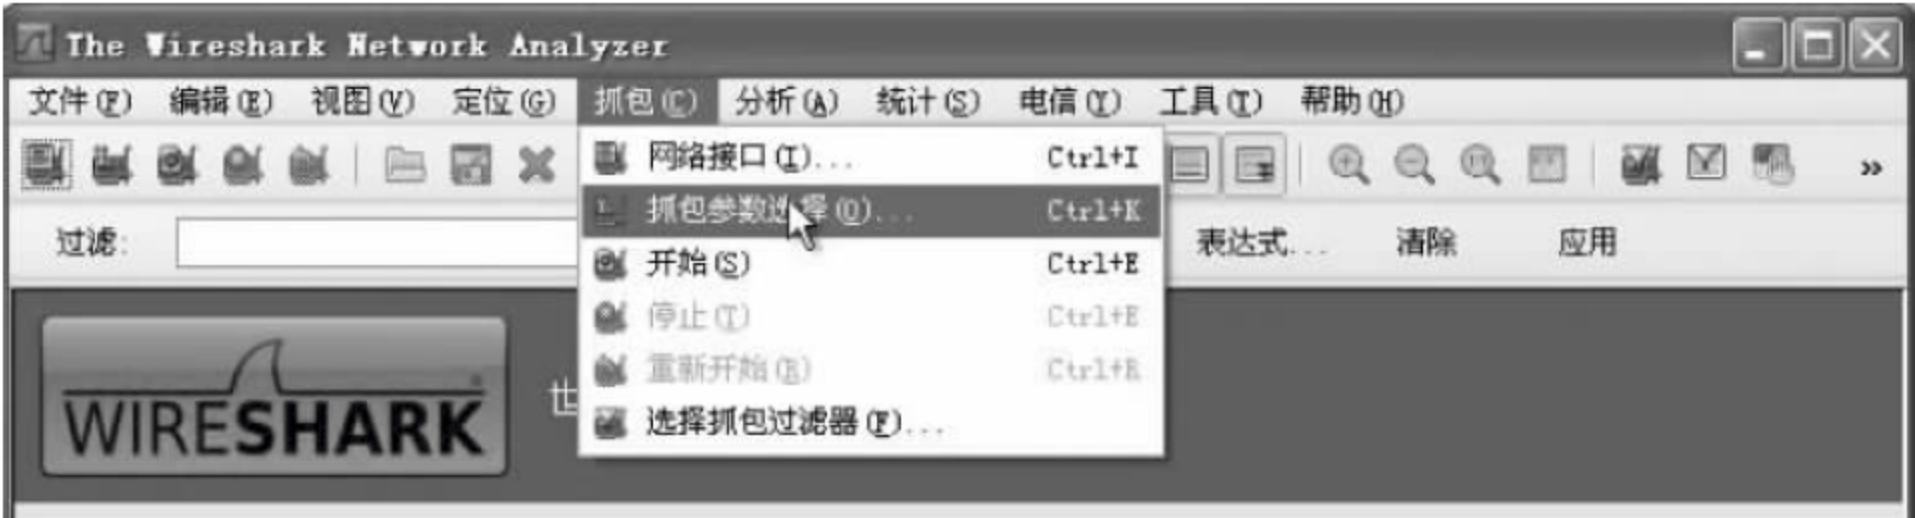 The Wireshark Network Analyzer
文件(F) 编辑(E) 视图(V) 定位(G) 抓包(C) 分析(A) 统计(S) 电信(Y) 工具(T) 帮助(H)
网络接口(I)... Ctrl+I
抓包参数选择(O)... Ctrl+K
过滤: 表达式... 清除 应用
开始(S) Ctrl+E
停止(T) Ctrl+E
重新开始(R) Ctrl+R
WIRESHARK 世
选择抓包过滤器(F)...